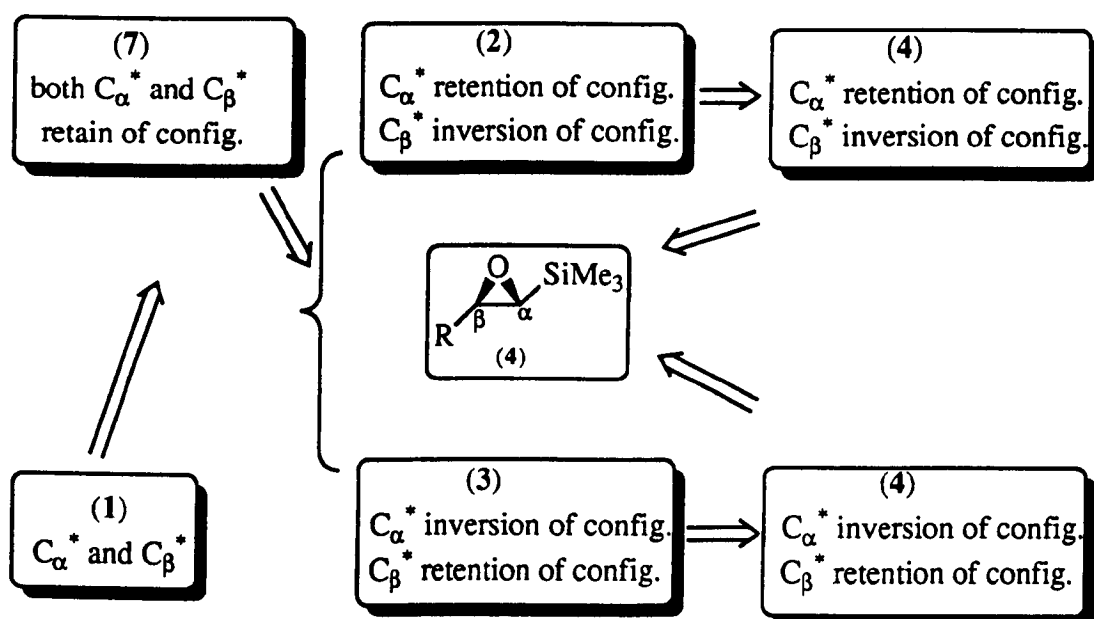 (7)
both Cα* and Cβ*
retain of config.
(2)
Cα* retention of config.
Cβ* inversion of config.
(4)
Cα* retention of config.
Cβ* inversion of config.
O
SiMe3
R
β
α
(4)
(1)
Cα* and Cβ*
(3)
Cα* inversion of config.
Cβ* retention of config.
(4)
Cα* inversion of config.
Cβ* retention of config.